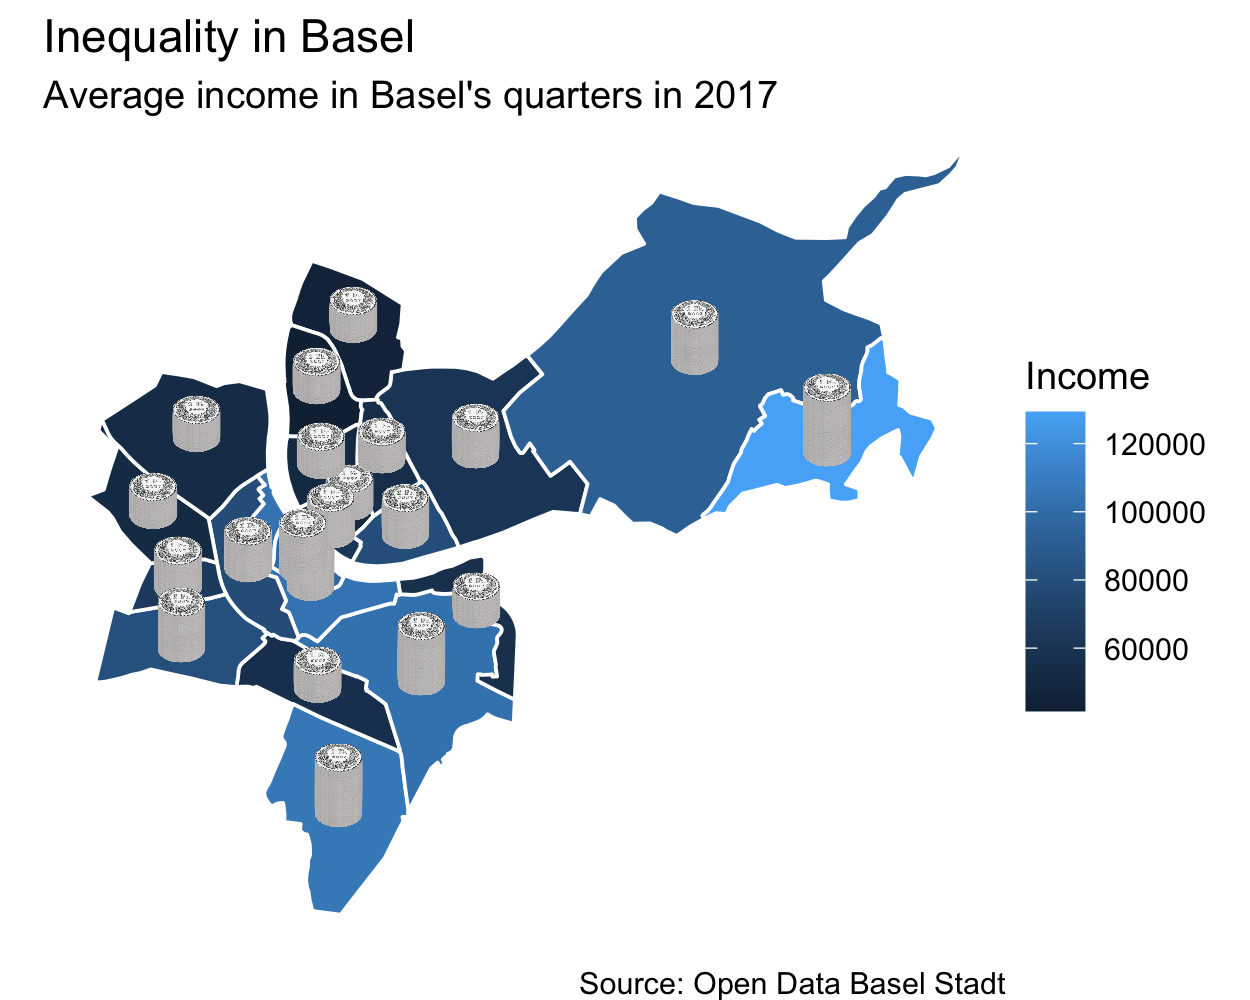 Inequality in Basel
Average income in Basel's quarters in 2017
Income
120000
100000
80000
60000
Source: Open Data Basel Stadt